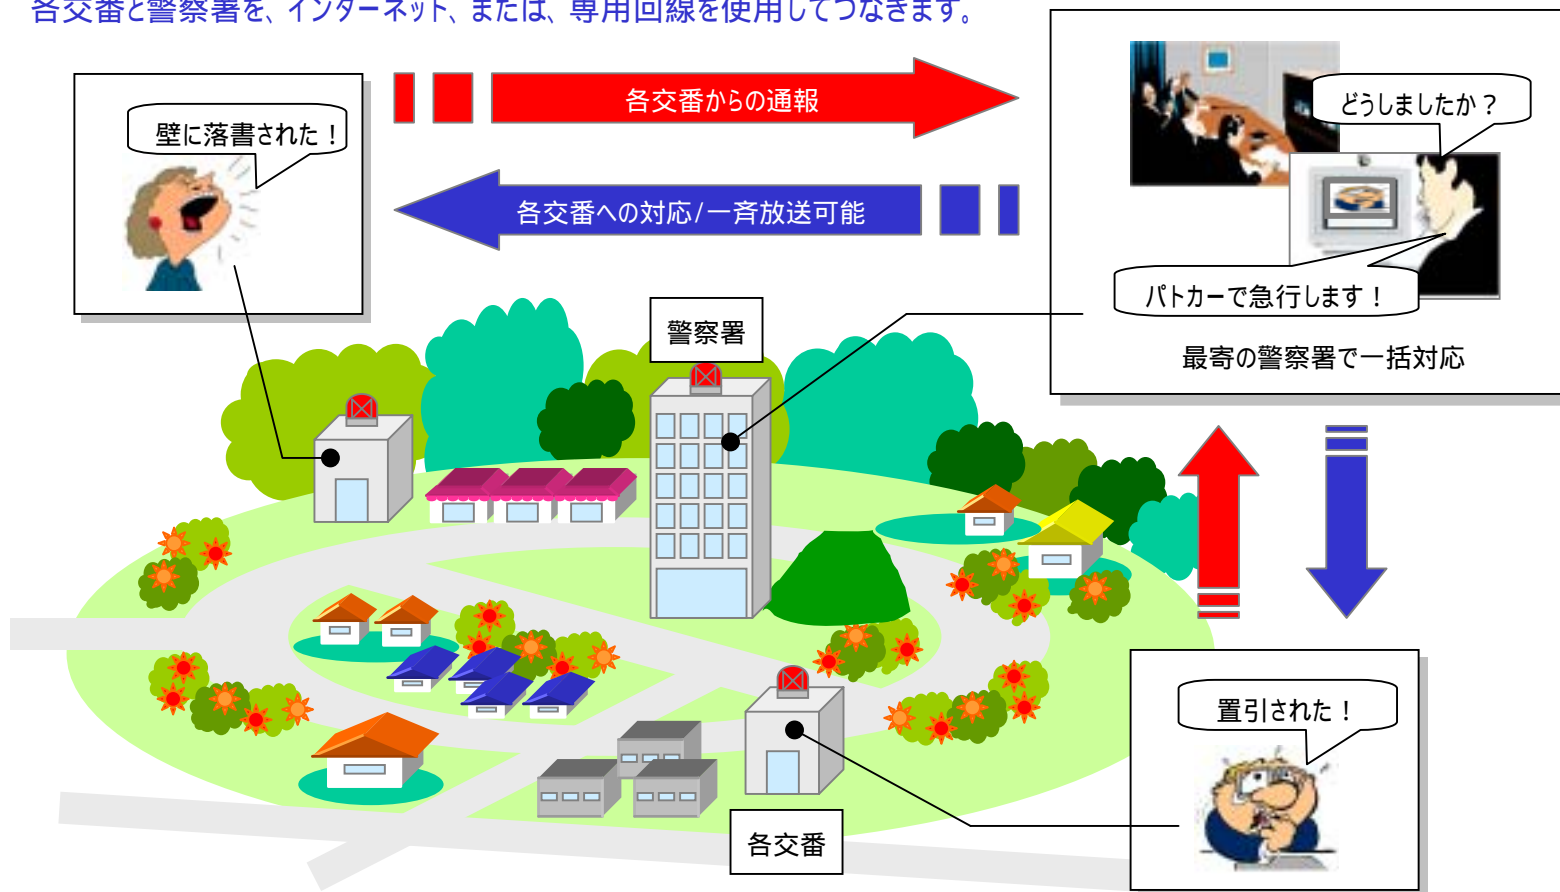 各交番と警察署を、インターネット、または、専用回線を使用してつなぎます。
各交番からの通報
どうしましたか？
壁に落書された！
各交番への対応/一斉放送可能
パトカーで急行します！
警察署
最寄の警察署で一括対応
置引された！
各交番